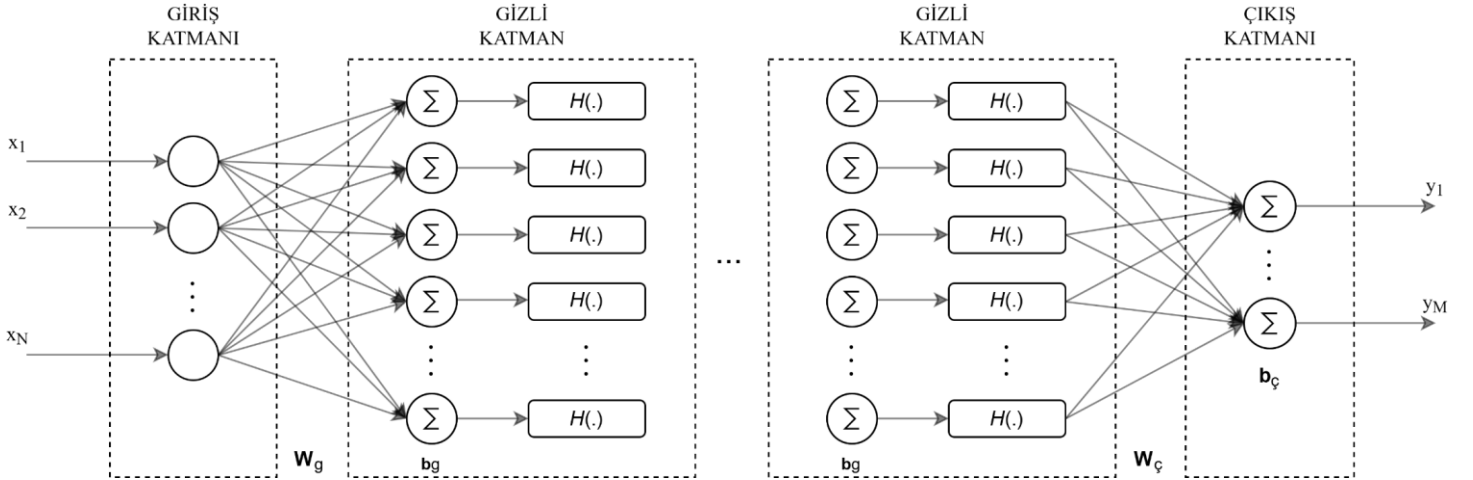 GİRİŞ
KATMANI
GİZLİ
KATMAN
GİZLİ
KATMAN
ÇIKIŞ
KATMANI
x1
x2
⋮
xN
Σ
Σ
Σ
Σ
⋮
Σ
H(.)
H(.)
H(.)
H(.)
⋮
H(.)
...
Σ
Σ
Σ
Σ
⋮
Σ
H(.)
H(.)
H(.)
H(.)
⋮
H(.)
Σ
⋮
Σ
y1
yM
Wg
bg
bg
Wç
bç